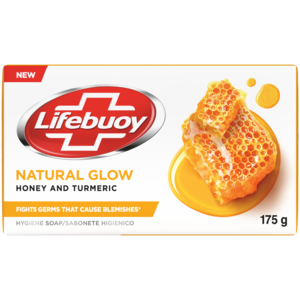 NEW
Lifebuoy
NATURAL GLOW
HONEY AND TURMERIC
FIGHTS GERMS THAT CAUSE BLEMISHES*
HYGIENE SOAP/SABONETE HIGIENICO
175 g